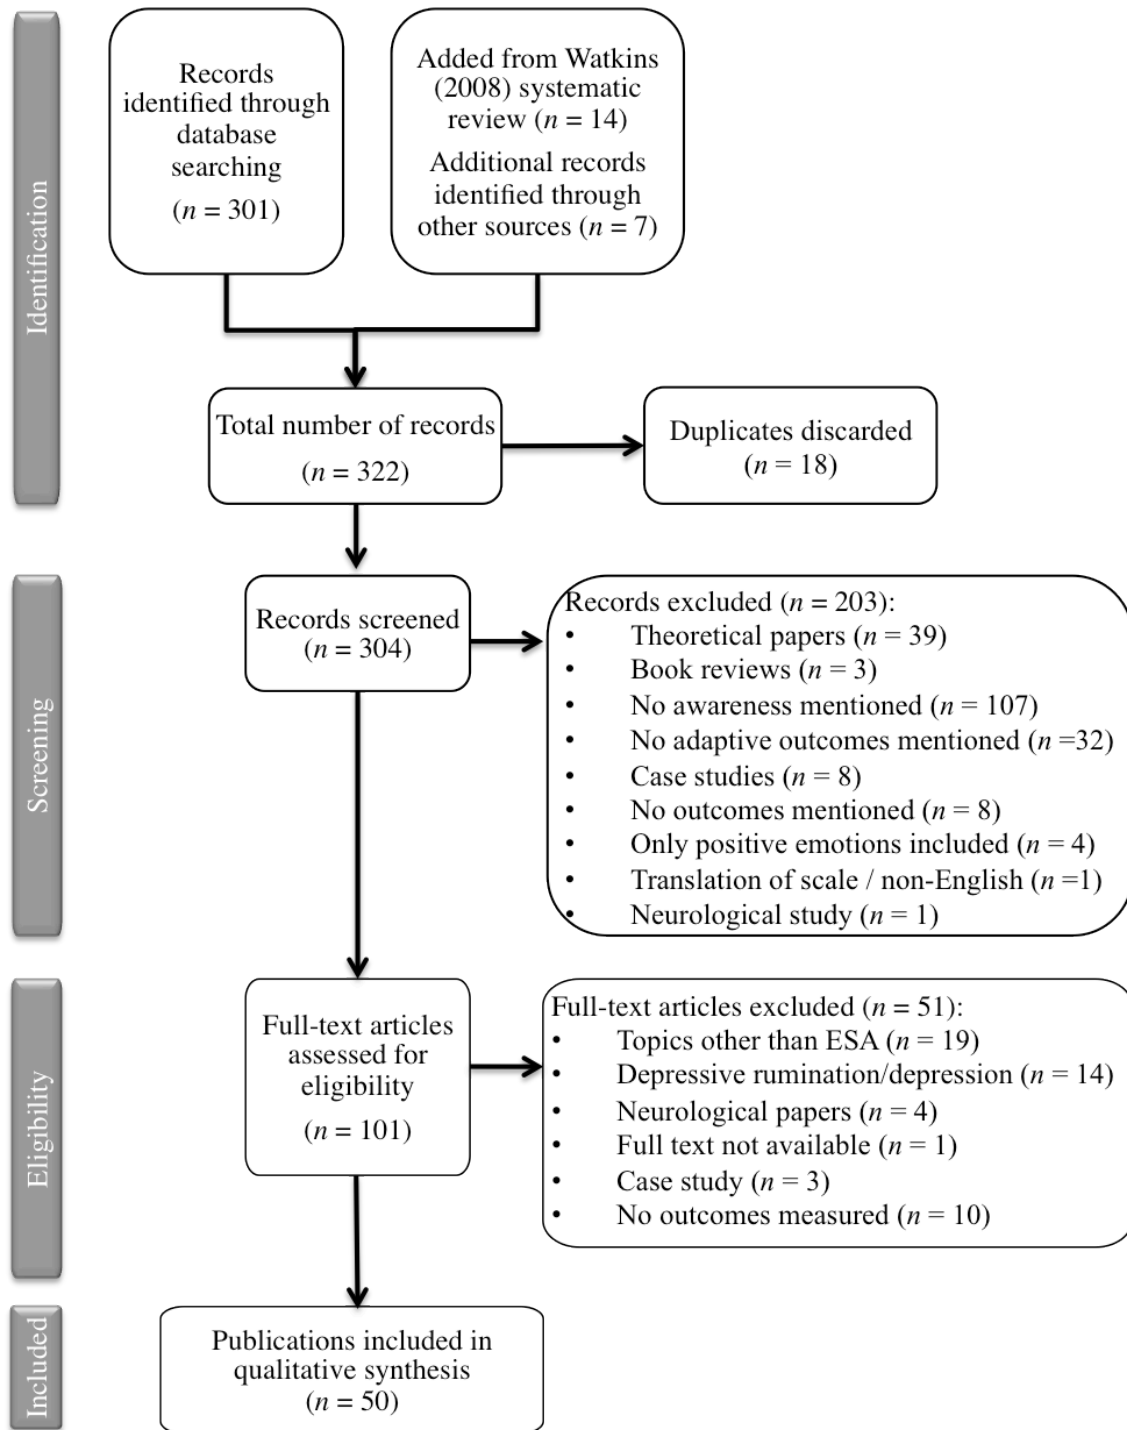 Identification
Records
identified through
database
searching
(n = 301)
Added from Watkins
(2008) systematic
review (n = 14)
Additional records
identified through
other sources (n = 7)
Total number of records
(n = 322)
Duplicates discarded
(n = 18)
Screening
Records screened
(n = 304)
Records excluded (n = 203):
• Theoretical papers (n = 39)
• Book reviews (n = 3)
• No awareness mentioned (n = 107)
• No adaptive outcomes mentioned (n =32)
• Case studies (n = 8)
• No outcomes mentioned (n = 8)
• Only positive emotions included (n = 4)
• Translation of scale / non-English (n =1)
• Neurological study (n = 1)
Eligibility
Full-text articles
assessed for
eligibility
(n = 101)
Full-text articles excluded (n = 51):
• Topics other than ESA (n = 19)
• Depressive rumination/depression (n = 14)
• Neurological papers (n = 4)
• Full text not available (n = 1)
• Case study (n = 3)
• No outcomes measured (n = 10)
Included
Publications included in
qualitative synthesis
(n = 50)